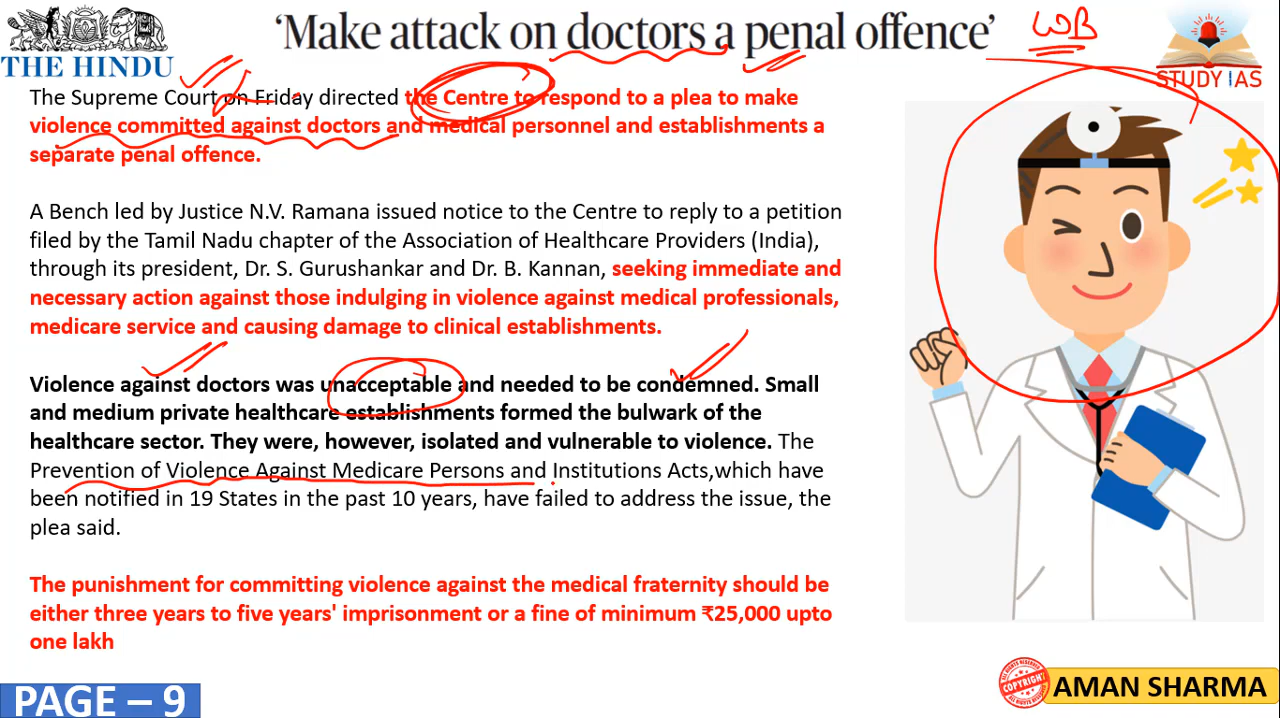 'Make attack on doctors a penal offence'
WB
THE HINDU
STUDY IAS
The Supreme Court on Friday directed the Centre to respond to a plea to make
violence committed against doctors and medical personnel and establishments a
separate penal offence.
A Bench led by Justice N.V. Ramana issued notice to the Centre to reply to a petition
filed by the Tamil Nadu chapter of the Association of Healthcare Providers (India),
through its president, Dr. S. Gurushankar and Dr. B. Kannan, seeking immediate and
necessary action against those indulging in violence against medical professionals,
medicare service and causing damage to clinical establishments.
Violence against doctors was unacceptable and needed to be condemned. Small
and medium private healthcare establishments formed the bulwark of the
healthcare sector. They were, however, isolated and vulnerable to violence. The
Prevention of Violence Against Medicare Persons and Institutions Acts,which have
been notified in 19 States in the past 10 years, have failed to address the issue, the
plea said.
The punishment for committing violence against the medical fraternity should be
either three years to five years' imprisonment or a fine of minimum ₹25,000 upto
one lakh
PAGE – 9
COPYRIGHT
AMAN SHARMA